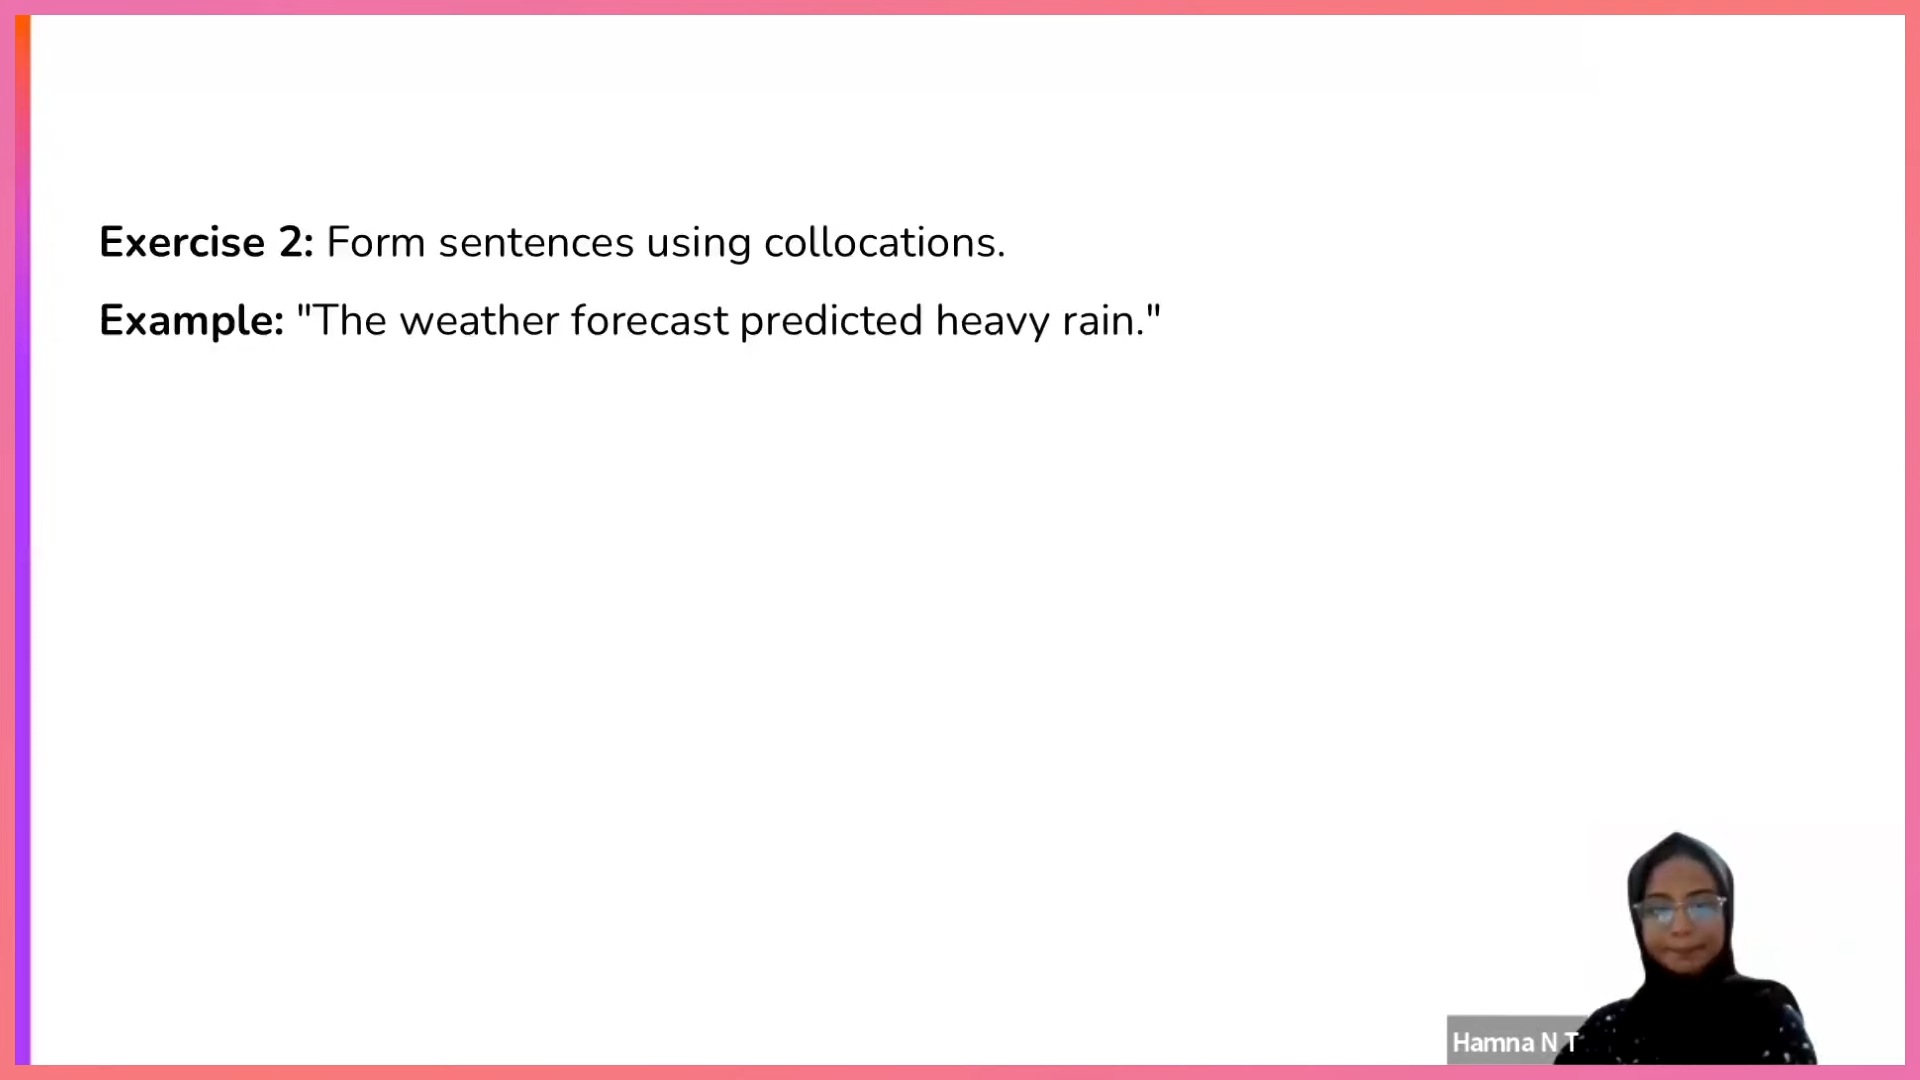 Exercise 2: Form sentences using collocations.
Example: "The weather forecast predicted heavy rain."
Hamna N T